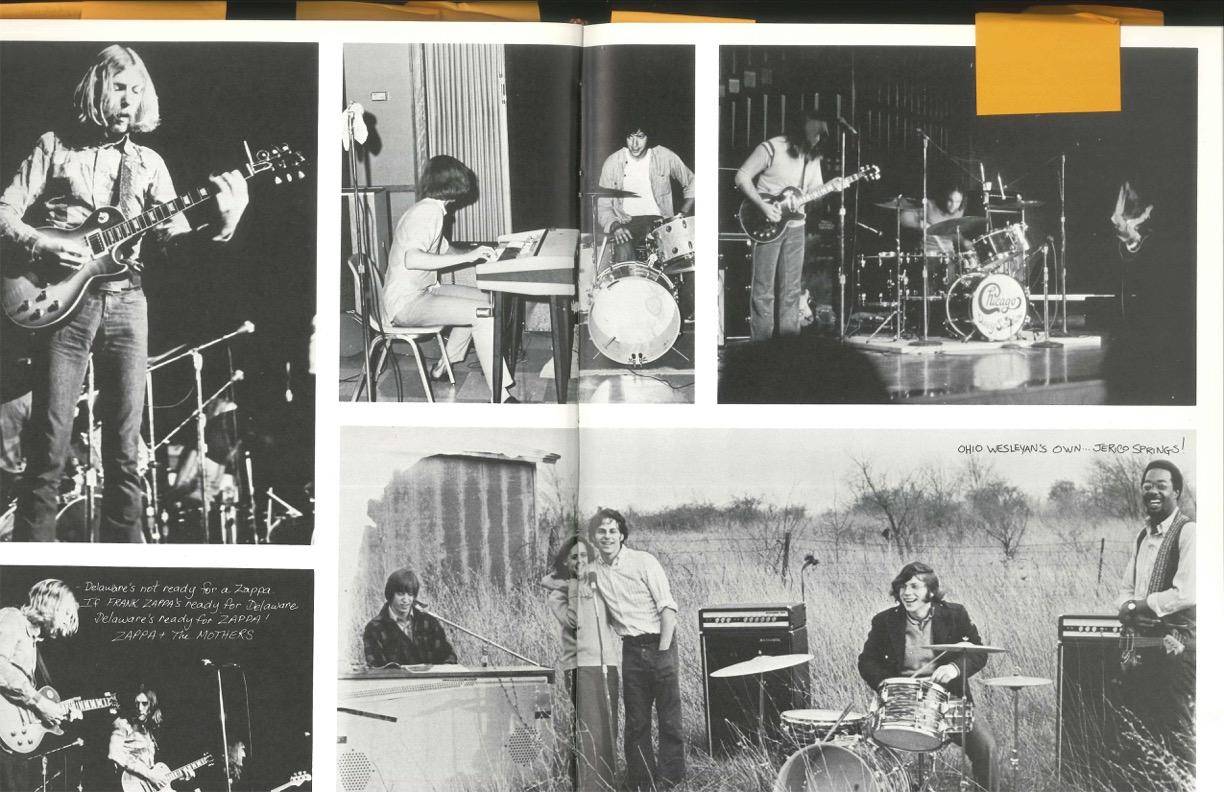 Chicago
OHIO WESLEYAN'S OWN... JERICO SPRINGS!
Delaware's not ready for a Zappa
If FRANK ZAPPA'S ready for Delaware
Delaware's ready for ZAPPA!
ZAPPA + The MOTHERS